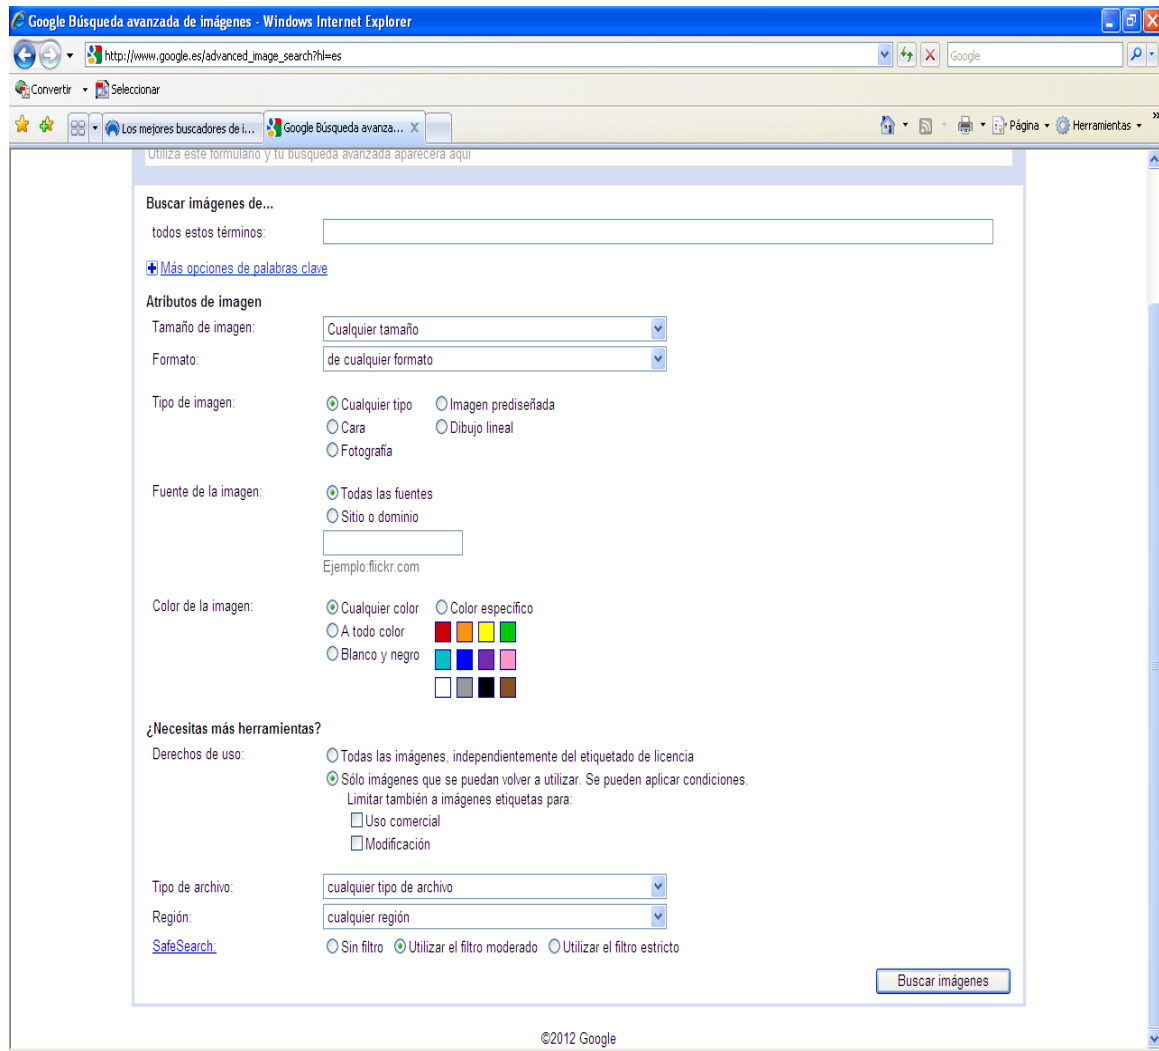 Google Búsqueda avanzada de imágenes - Windows Internet Explorer
http://www.google.es/advanced_image_search?hl=es
Google
Convertir
Seleccionar
Los mejores buscadores de i...
Google Búsqueda avanza... X
Página
Herramientas
»
Utiliza este formulario y tu búsqueda avanzada aparecerá aquí
Buscar imágenes de...
todos estos términos:
Más opciones de palabras clave
Atributos de imagen
Tamaño de imagen: Cualquier tamaño
Formato: de cualquier formato
Tipo de imagen: Cualquier tipo Imagen prediseñada
Cara Dibujo lineal
Fotografía
Fuente de la imagen: Todas las fuentes
Sitio o dominio
Ejemplo:flickr.com
Color de la imagen: Cualquier color Color específico
A todo color
Blanco y negro
¿Necesitas más herramientas?
Derechos de uso: Todas las imágenes, independientemente del etiquetado de licencia
Sólo imágenes que se puedan volver a utilizar. Se pueden aplicar condiciones.
Limitar también a imágenes etiquetas para:
Uso comercial
Modificación
Tipo de archivo: cualquier tipo de archivo
Región: cualquier región
SafeSearch: Sin filtro Utilizar el filtro moderado Utilizar el filtro estricto
Buscar imágenes
©2012 Google